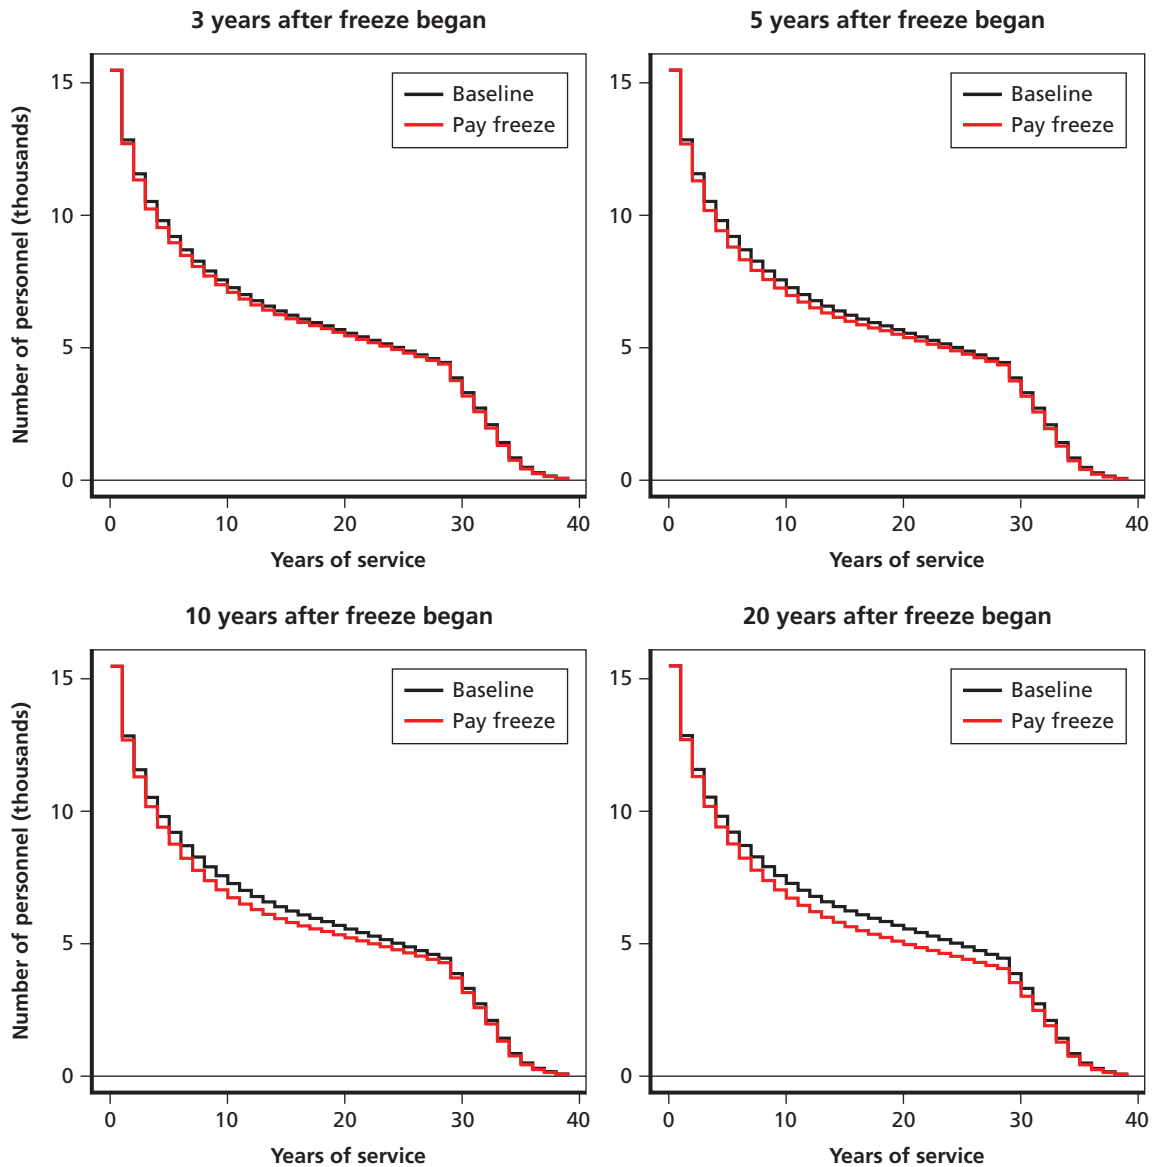 3 years after freeze began
Number of personnel (thousands)
15
10
5
0
Baseline
Pay freeze
0 10 20 30 40
Years of service
5 years after freeze began
15
10
5
0
Baseline
Pay freeze
0 10 20 30 40
Years of service
10 years after freeze began
Number of personnel (thousands)
15
10
5
0
Baseline
Pay freeze
0 10 20 30 40
Years of service
20 years after freeze began
15
10
5
0
Baseline
Pay freeze
0 10 20 30 40
Years of service